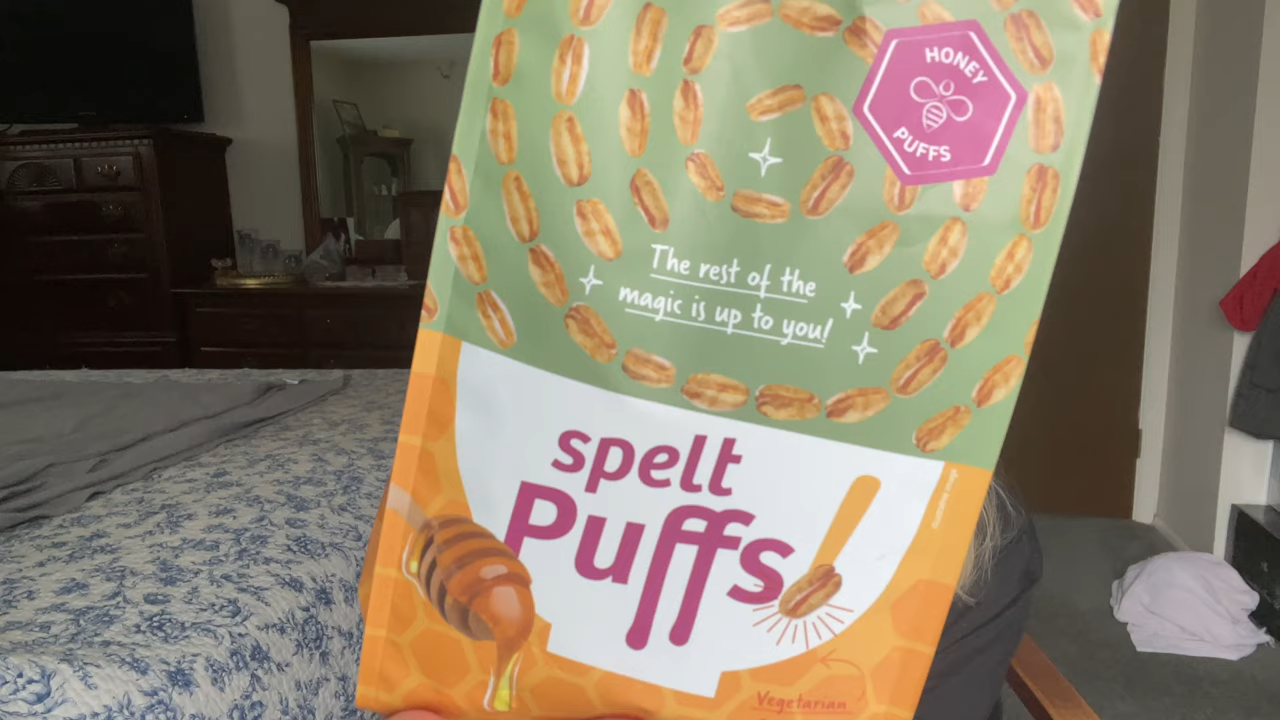 HONEY
PUFFS
The rest of the
magic is up to you!
spelt
Puffs
Vegetarian